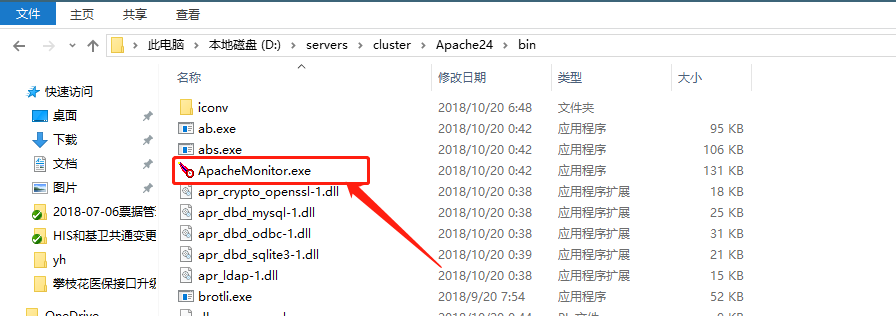 文件 主页 共享 查看
此电脑 > 本地磁盘 (D:) > servers > cluster > Apache24 > bin
名称 修改日期 类型 大小
快速访问
桌面
下载
文档
图片
2018-07-06票据管
HIS和基卫共通变更
yh
攀枝花医保接口升级
OneDrive
iconv 2018/10/20 6:48 文件夹
ab.exe 2018/10/20 0:42 应用程序 95 KB
abs.exe 2018/10/20 0:42 应用程序 106 KB
ApacheMonitor.exe 2018/10/20 0:42 应用程序 131 KB
apr_crypto_openssl-1.dll 2018/10/20 0:38 应用程序扩展 18 KB
apr_dbd_mysql-1.dll 2018/10/20 0:38 应用程序扩展 25 KB
apr_dbd_odbc-1.dll 2018/10/20 0:38 应用程序扩展 31 KB
apr_dbd_sqlite3-1.dll 2018/10/20 0:39 应用程序扩展 21 KB
apr_ldap-1.dll 2018/10/20 0:38 应用程序扩展 15 KB
brotli.exe 2018/9/20 7:54 应用程序 52 KB